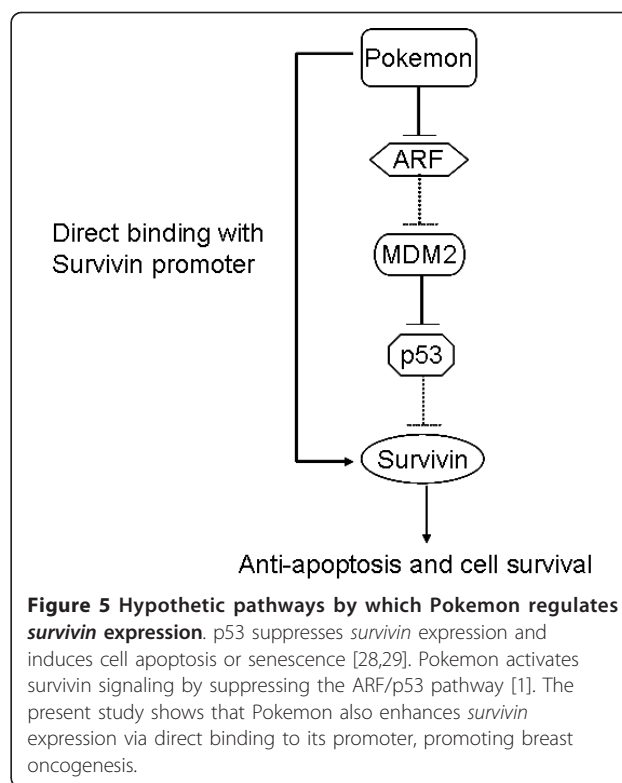 Pokemon
ARF
Direct binding with
Survivin promoter
MDM2
p53
Survivin
Anti-apoptosis and cell survival
Figure 5 Hypothetic pathways by which Pokemon regulates
survivin expression. p53 suppresses survivin expression and
induces cell apoptosis or senescence [28,29]. Pokemon activates
survivin signaling by suppressing the ARF/p53 pathway [1]. The
present study shows that Pokemon also enhances survivin
expression via direct binding to its promoter, promoting breast
oncogenesis.